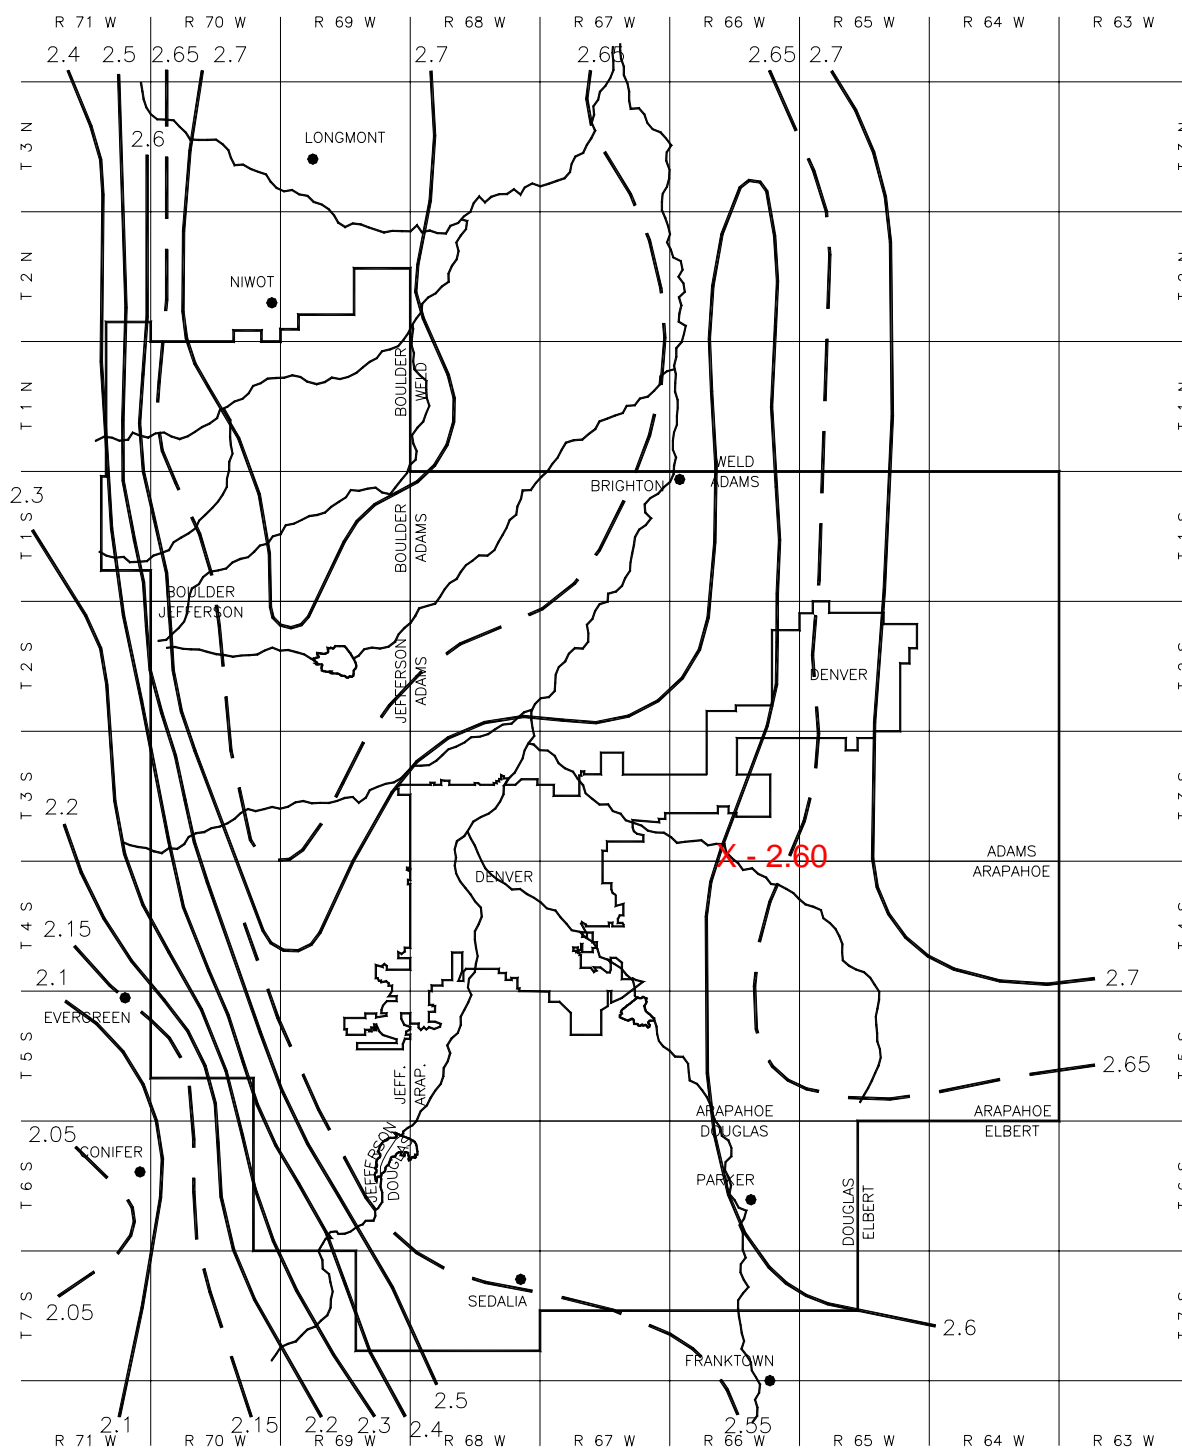 R 71 W
R 70 W
R 69 W
R 68 W
R 67 W
R 66 W
R 65 W
R 64 W
R 63 W
2.4
2.5
2.65
2.7
2.7
2.65
2.65
2.7
T 3 N
2.6
LONGMONT
T 2 N
NIWOT
T 1 N
BOULDER
WELD
WELD
ADAMS
BRIGHTON
2.3
T 1 S
BOULDER
ADAMS
BOULDER
JEFFERSON
T 2 S
JEFFERSON
ADAMS
DENVER
T 3 S
2.2
X - 2.60
ADAMS
ARAPAHOE
DENVER
T 4 S
2.15
2.1
2.7
EVERGREEN
T 5 S
JEFF.
ARAP.
2.65
ARAPAHOE
DOUGLAS
ARAPAHOE
ELBERT
2.05
CONIFER
T 6 S
JEFFERSON
DOUGLAS
PARKER
DOUGLAS
ELBERT
T 7 S
2.05
SEDALIA
2.6
FRANKTOWN
2.1
2.15
2.2
2.3
2.4
2.5
2.55
R 71 W
R 70 W
R 69 W
R 68 W
R 67 W
R 66 W
R 65 W
R 64 W
R 63 W